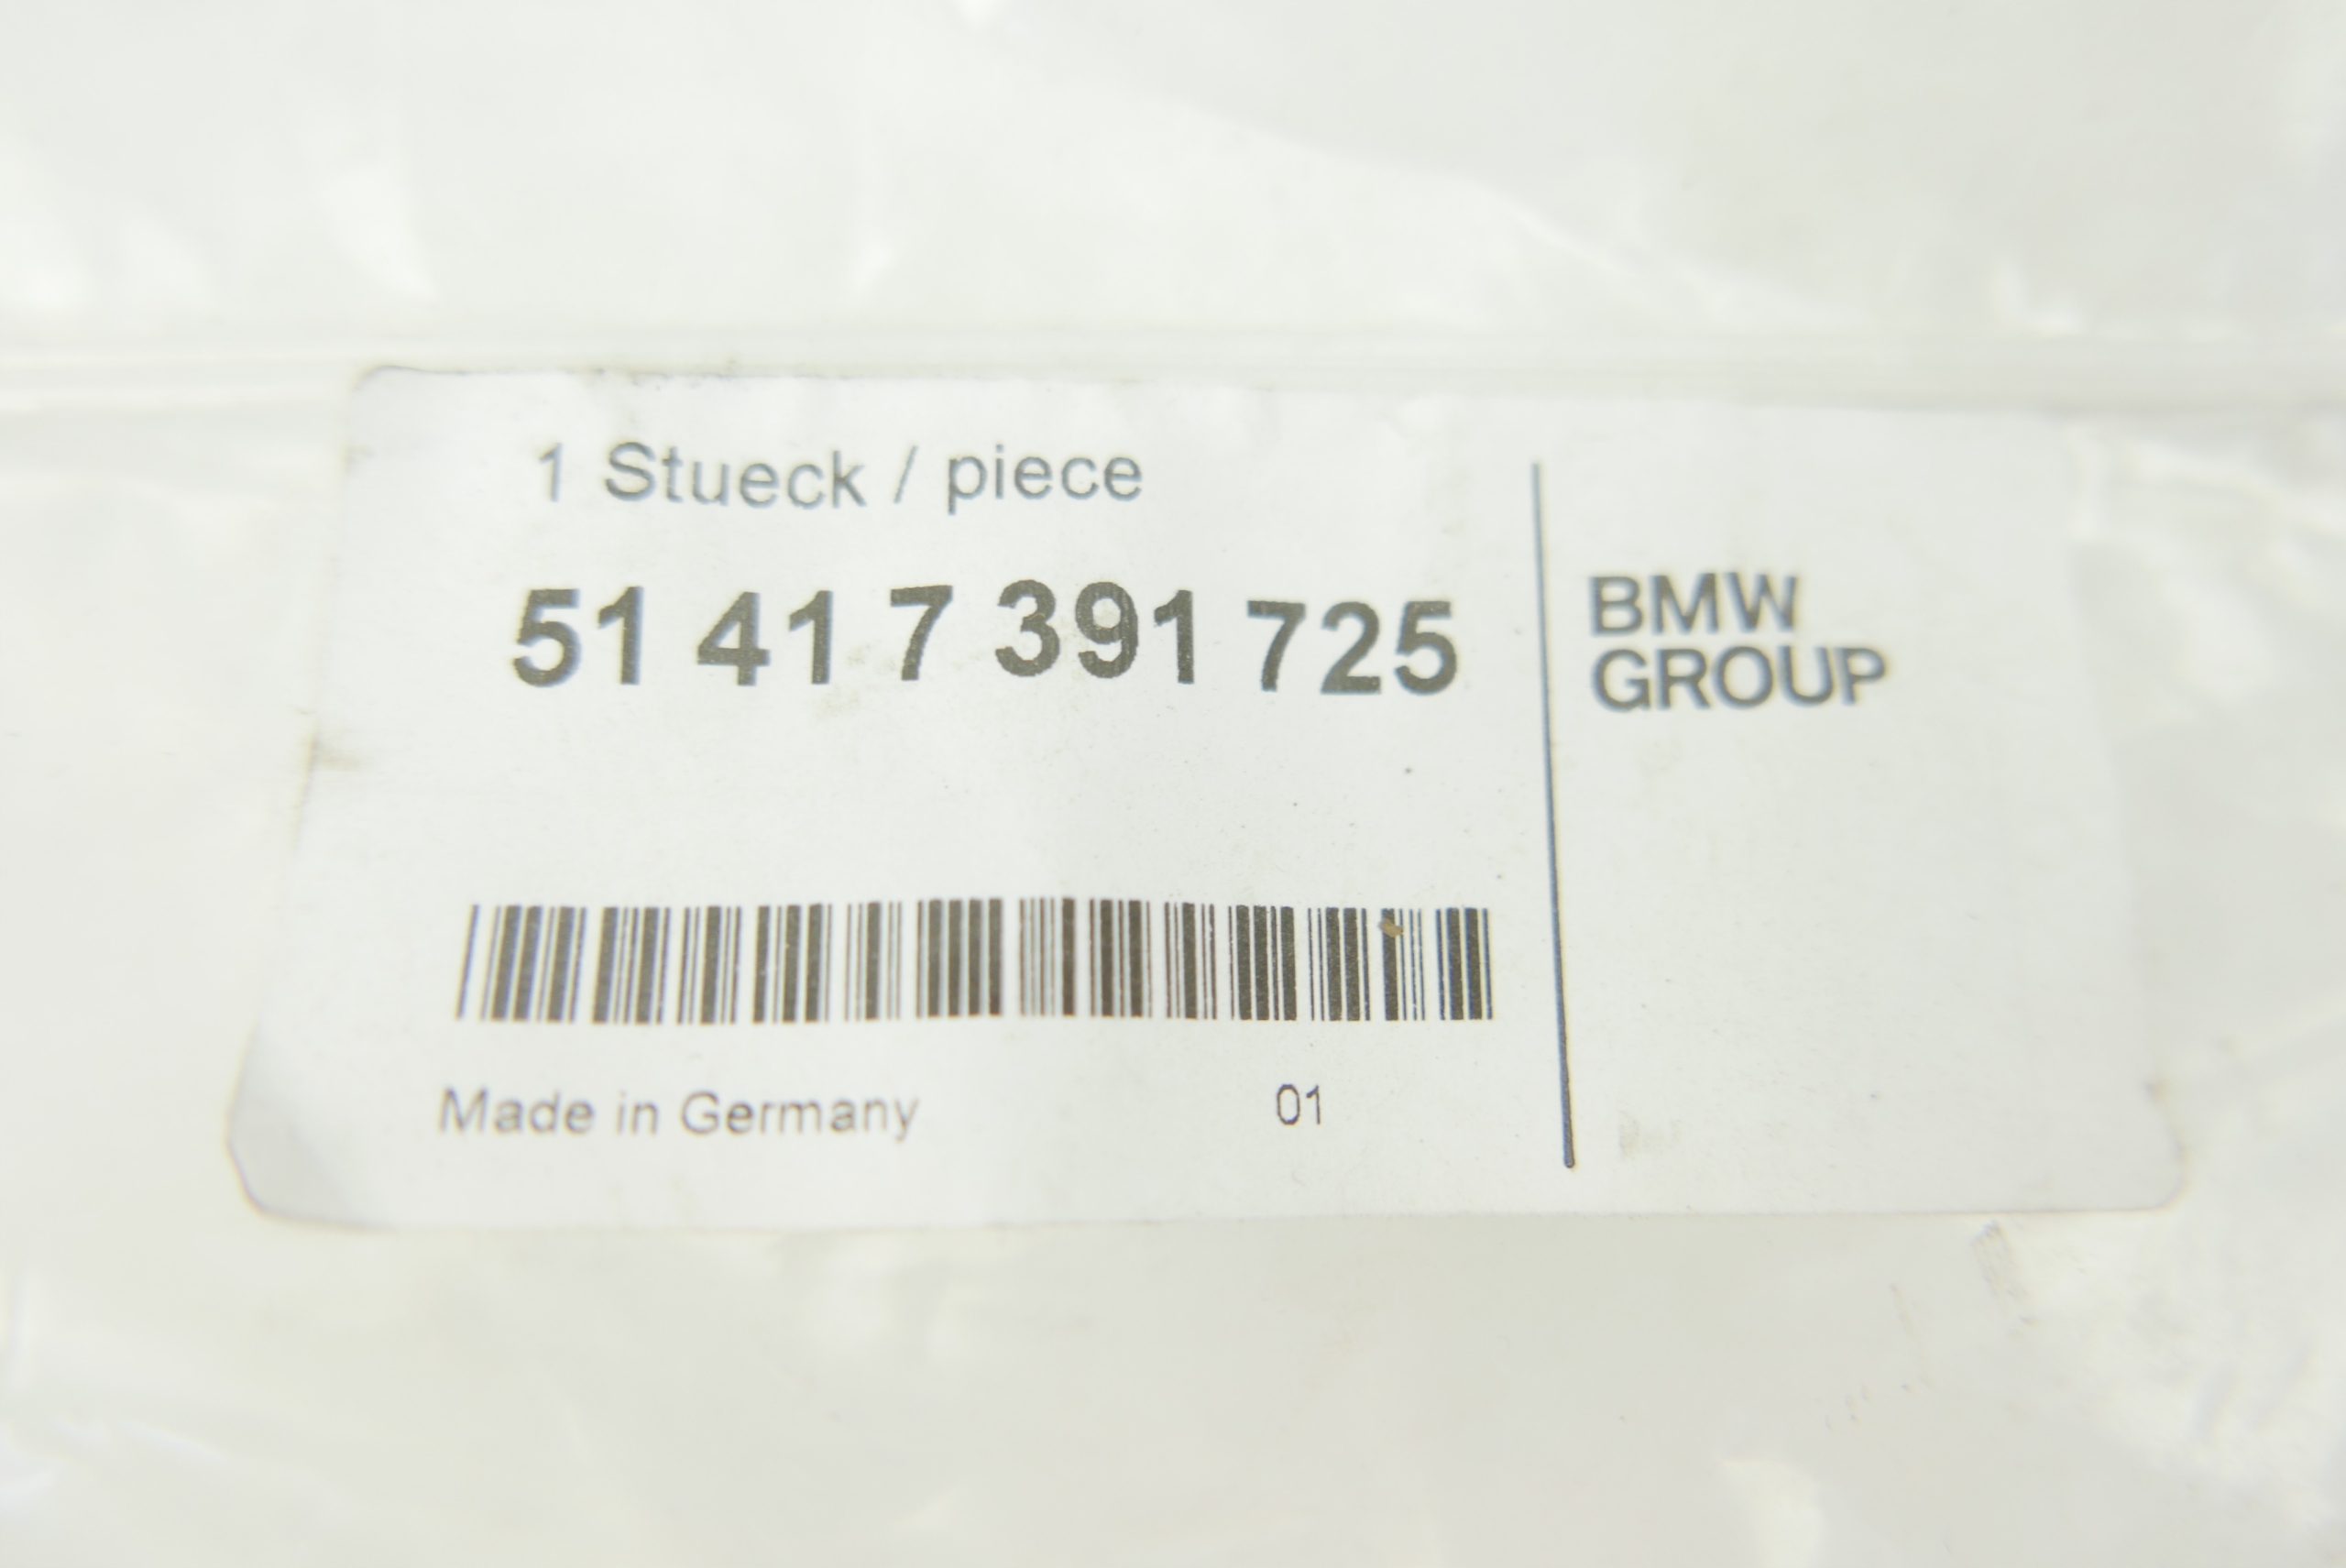 1 Stueck / piece
51 41 7 391 725
BMW
GROUP
Made in Germany
01